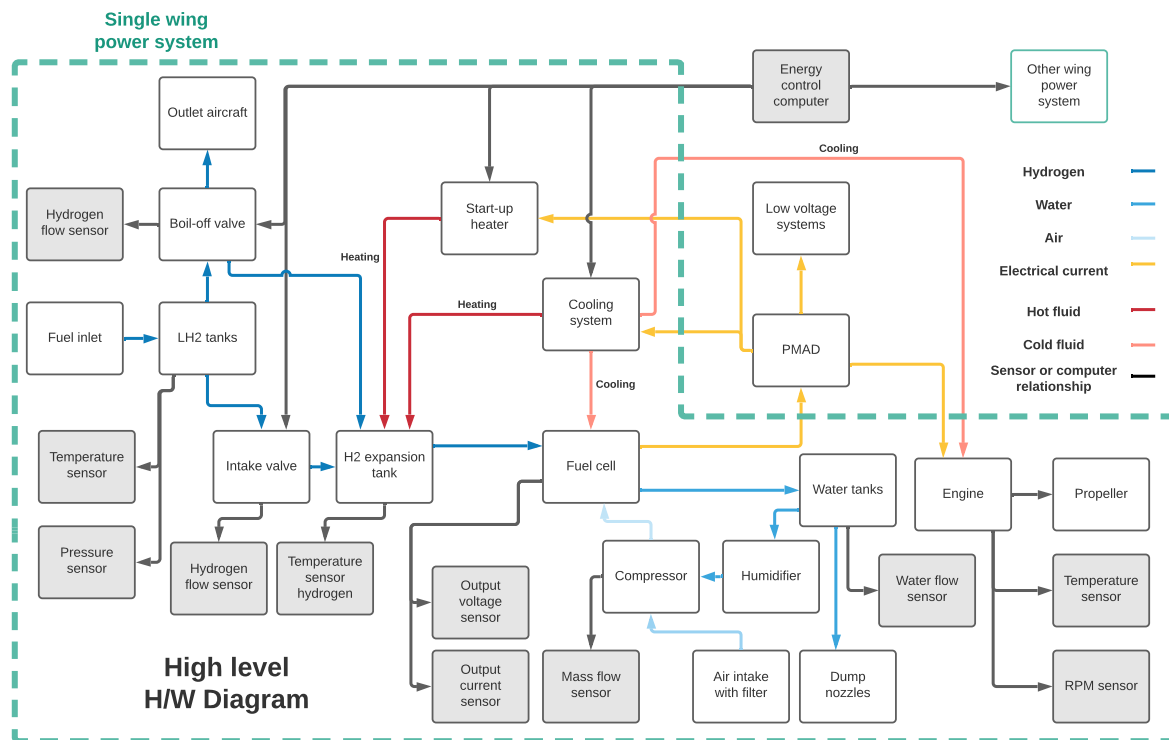 Single wing
power system
Energy
control
computer
Other wing
power
system
Outlet aircraft
Cooling
Hydrogen
Water
Air
Electrical current
Hot fluid
Cold fluid
Sensor or computer
relationship
Hydrogen
flow sensor
Boil-off valve
Start-up
heater
Low voltage
systems
Heating
Heating
Cooling
system
Fuel inlet
LH2 tanks
PMAD
Cooling
Temperature
sensor
Intake valve
H2 expansion
tank
Fuel cell
Water tanks
Engine
Propeller
Pressure
sensor
Hydrogen
flow sensor
Temperature
sensor
hydrogen
Output
voltage
sensor
Compressor
Humidifier
Water flow
sensor
Temperature
sensor
High level
H/W Diagram
Output
current
sensor
Mass flow
sensor
Air intake
with filter
Dump
nozzles
RPM sensor